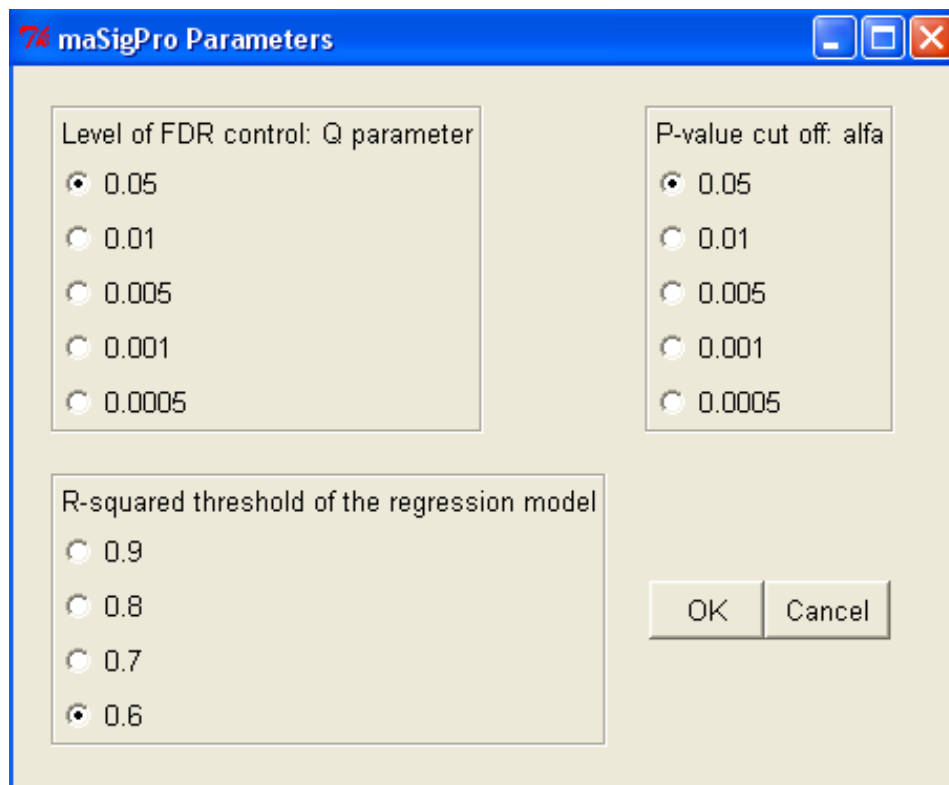 maSigPro Parameters
Level of FDR control: Q parameter
0.05
0.01
0.005
0.001
0.0005
P-value cut off: alfa
0.05
0.01
0.005
0.001
0.0005
R-squared threshold of the regression model
0.9
0.8
0.7
0.6
OK
Cancel